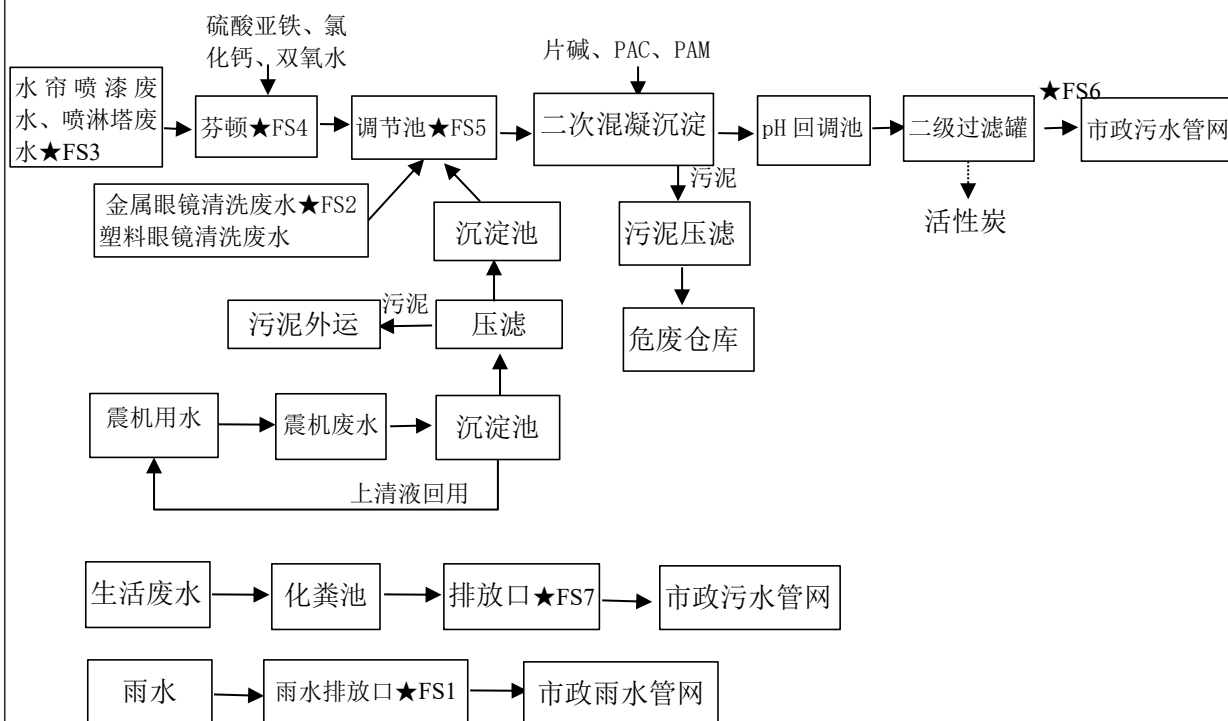 硫酸亚铁、氯
化钙、双氧水
片碱、PAC、PAM
水帘喷漆废
水、喷淋塔废
水★FS3
芬顿★FS4
调节池★FS5
二次混凝沉淀
pH 回调池
二级过滤罐
★FS6
市政污水管网
金属眼镜清洗废水★FS2
塑料眼镜清洗废水
沉淀池
污泥
污泥压滤
活性炭
污泥外运
污泥
压滤
危废仓库
震机用水
震机废水
沉淀池
上清液回用
生活废水
化粪池
排放口★FS7
市政污水管网
雨水
雨水排放口★FS1
市政雨水管网